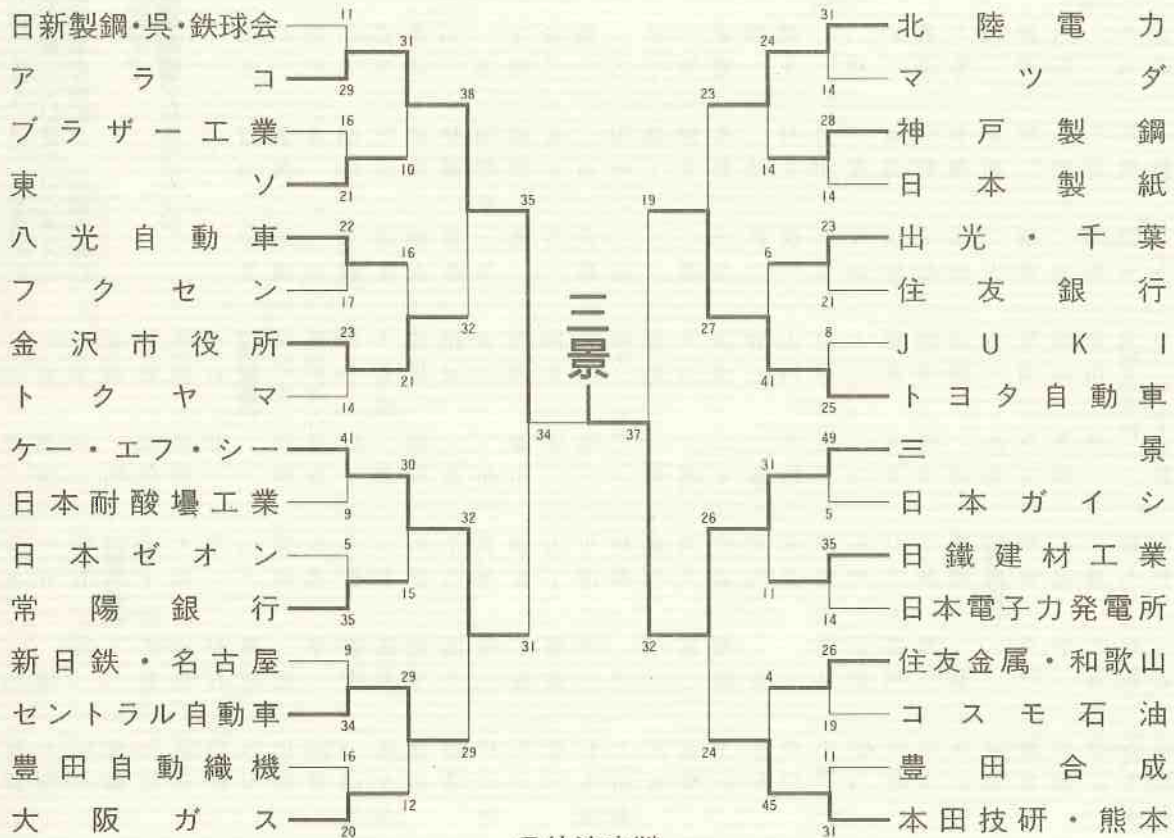 日新製鋼・呉・鉄球会
アラコ
ブラザー工業
東ソ
八光自動車
フクセン
金沢市役所
トクヤマ
ケー・エフ・シー
日本耐酸壜工業
日本ゼオン
常陽銀行
新日鉄・名古屋
セントラル自動車
豊田自動織機
大阪ガス
11
29
16
21
22
17
23
14
41
9
5
35
9
34
16
20
31
10
16
21
30
15
29
12
38
32
32
29
35
31
34
三景
37
19
32
23
27
26
24
24
14
6
41
31
11
4
45
31
14
28
14
23
21
8
25
49
5
35
14
26
19
11
31
北陸電力
マツダ
神戸製鋼
日本製紙
出光・千葉
住友銀行
JUKI
トヨタ自動車
三景
日本ガイシ
日鐵建材工業
日本電子力発電所
住友金属・和歌山
コスモ石油
豊田合成
本田技研・熊本